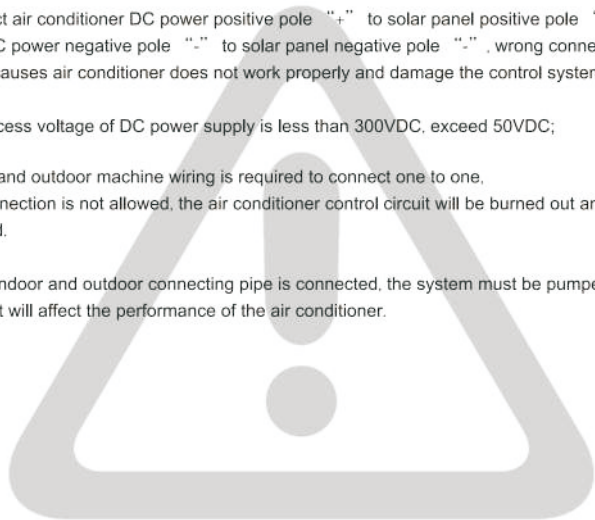 ct air conditioner DC power positive pole “+” to solar panel positive pole “
C power negative pole “-” to solar panel negative pole “-” , wrong conne
auses air conditioner does not work properly and damage the control system
cess voltage of DC power supply is less than 300VDC, exceed 50VDC;
and outdoor machine wiring is required to connect one to one,
nection is not allowed, the air conditioner control circuit will be burned out an
d.
ndoor and outdoor connecting pipe is connected, the system must be pumpe
t will affect the performance of the air conditioner.